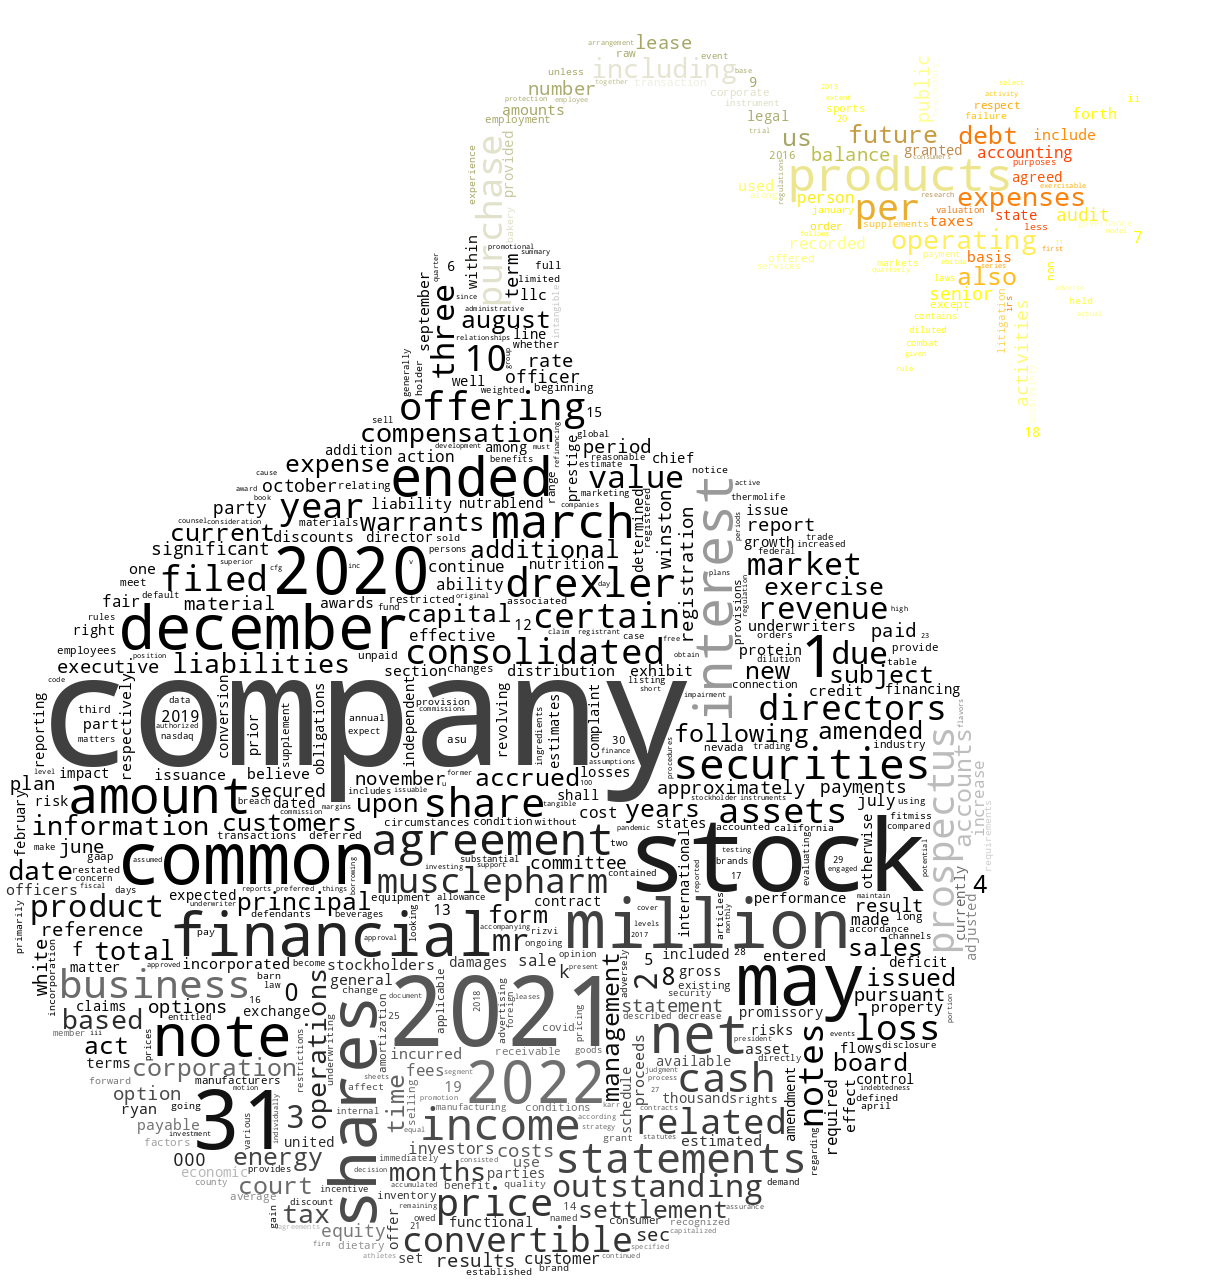 arrangement raw lease event
including base
unless together transaction 9
number corporate
protection employee instrument
amounts legal public
employment trial us future debt include
2016 balance granted accounting
purchase provided experience products
used person per expenses agreed
january valuation state audit
order supplements taxes less
recorded operating 7
bakery offered basis
promotional summary
within quarter 6 term full limited also
since llc senior non
september administrative intangible except irs held
three august contains litigation
relationships line diluted activities
10 whether combat
generally holder group rate given
well officer rule
weighted beginning
offering 15
sell 18
compensation refinancing global
development among must period
addition action benefits reasonable chief
expense prestige estimate notice
cause ended range value interest active
award october relating marketing thermolife
book year liability nutrablend companies
party warrants march determined registered issue
counsel consideration materials winston report periods
current discounts director sold additional trade
significant persons growth increased
superior cfg inc v continue nutrition federal
one filed 2020 drexler day plans market
meet default ability registration exercise
fair material awards fund restricted original associated provisions regulation
rules december capital 12 certain revenue high
right effective claim registrant case free underwriters paid 23
employees position unpaid consolidated obtain protein orders due provide
executive liabilities section changes distribution exhibit new dilution subject table
code company listing short impairment connection credit financing
reporting third data provision directors flavors
part 2019 authorized conversion annual commissions
matters nasdaq respectively prior supplement obligations expect independent asu revolving ingredients estimates complaint 30 following nevada trading amended
finance industry accounts
plan level impact issuance believe november former accrued assumptions losses procedures securities prospectus
risk secured includes issuable u 100 approximately payments increase
february amount breach dated margins upon share tangible shall cost years stockholder instruments assets july using
information customers commission circumstances condition without pandemic states accounted california fitmiss requirements
make june transactions deferred agreement two testing compared
date gaap restated assumed common borroming substantial committee international brands stock evaluating otherwise potential
officers fiscal concern investing support contained reported 17 29 engaged
primarily days expected reports preferred things musclepharm
product underwriter principal equipment allowance contract cover performance maintain result currently 4
reference defendants beverages 13 form levels articles monthly made long
f total pay financial looking accompanying mr rizvi million accordance adjusted
white approval ongoing opinion 2017 sales channels
matter approved incorporated become stockholders damages sale 5 included 28 entered deficit
incorporation business barn law general k present 2 8 gross may issued
claims options 16 0 change document 2021 adversely existing pursuant
member based entitled exchange 25 applicable 2018 advertising foreign leases statement security promissory property portion
iii note operations amortization covid pricing management described decrease net risks events loss
act prices restrictions underwriting incurred receivable goods president flows disclosure
terms corporation shares sheets fees segment available asset directly board
forward manufacturers affect 19 2022 proceeds judgment process cash notes control indebtedness
option going motion promotion schedule 27 thousands rights amendment defined
ryan 31 various individually 3 internal time selling manufacturing conditions karr contracts required effect april
payable investment equal income according strategy related
factors united grant statutes estimated regarding
000 energy immediately investors costs statements
economic provides decision consisted use
county court incentive months parties outstanding demand
average discount accumulated benefit quality
gain tax inventory remaining price 14 settlement assurance
agreements equity owed 21 functional named consumer recognized
firm dietary offer convertible sec capitalized
athletes set results customer specified continued
established brand